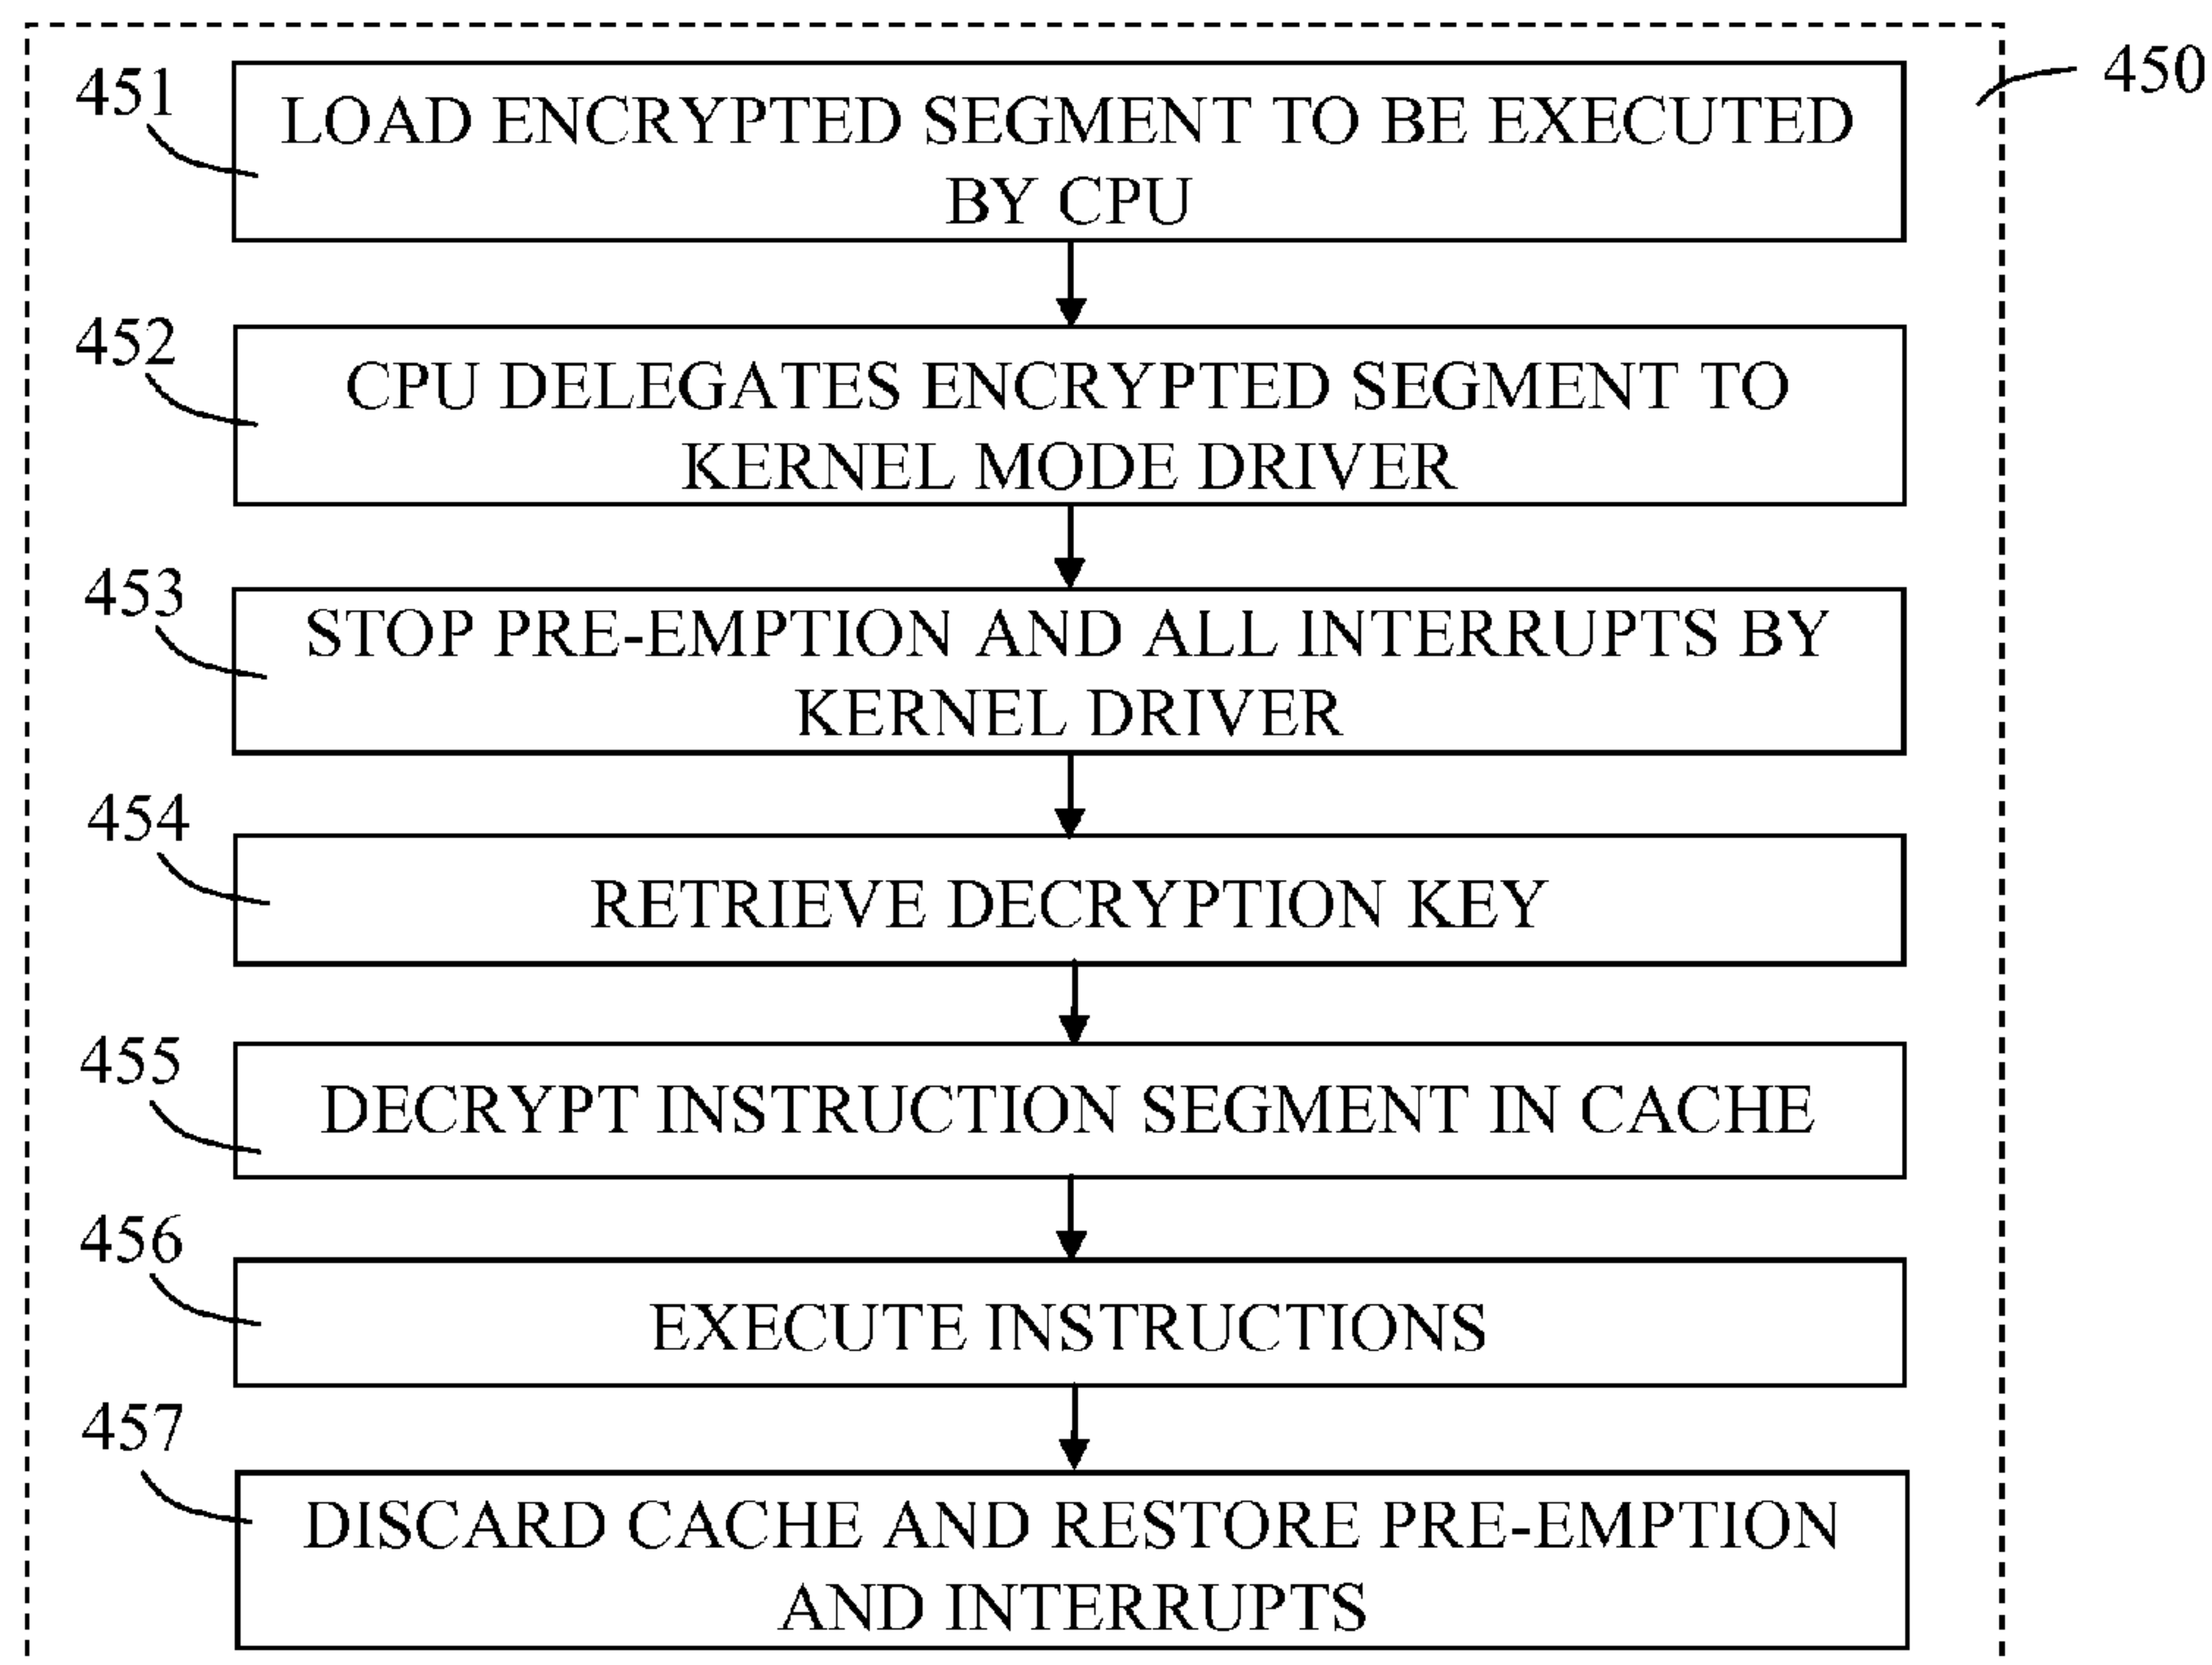 450
451
LOAD ENCRYPTED SEGMENT TO BE EXECUTED
BY CPU
452
CPU DELEGATES ENCRYPTED SEGMENT TO
KERNEL MODE DRIVER
453
STOP PRE-EMPTION AND ALL INTERRUPTS BY
KERNEL DRIVER
454
RETRIEVE DECRYPTION KEY
455
DECRYPT INSTRUCTION SEGMENT IN CACHE
456
EXECUTE INSTRUCTIONS
457
DISCARD CACHE AND RESTORE PRE-EMPTION
AND INTERRUPTS